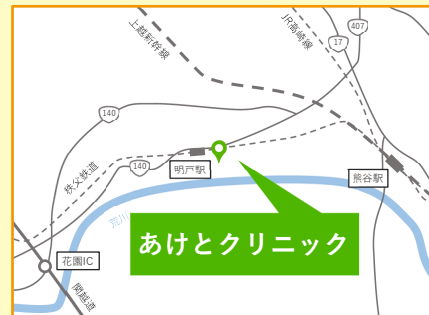 上越新幹線
JR高崎線
407
17
140
140
秩父鉄道
明戸駅
熊谷駅
荒川
あけとクリニック
花園IC
関越道